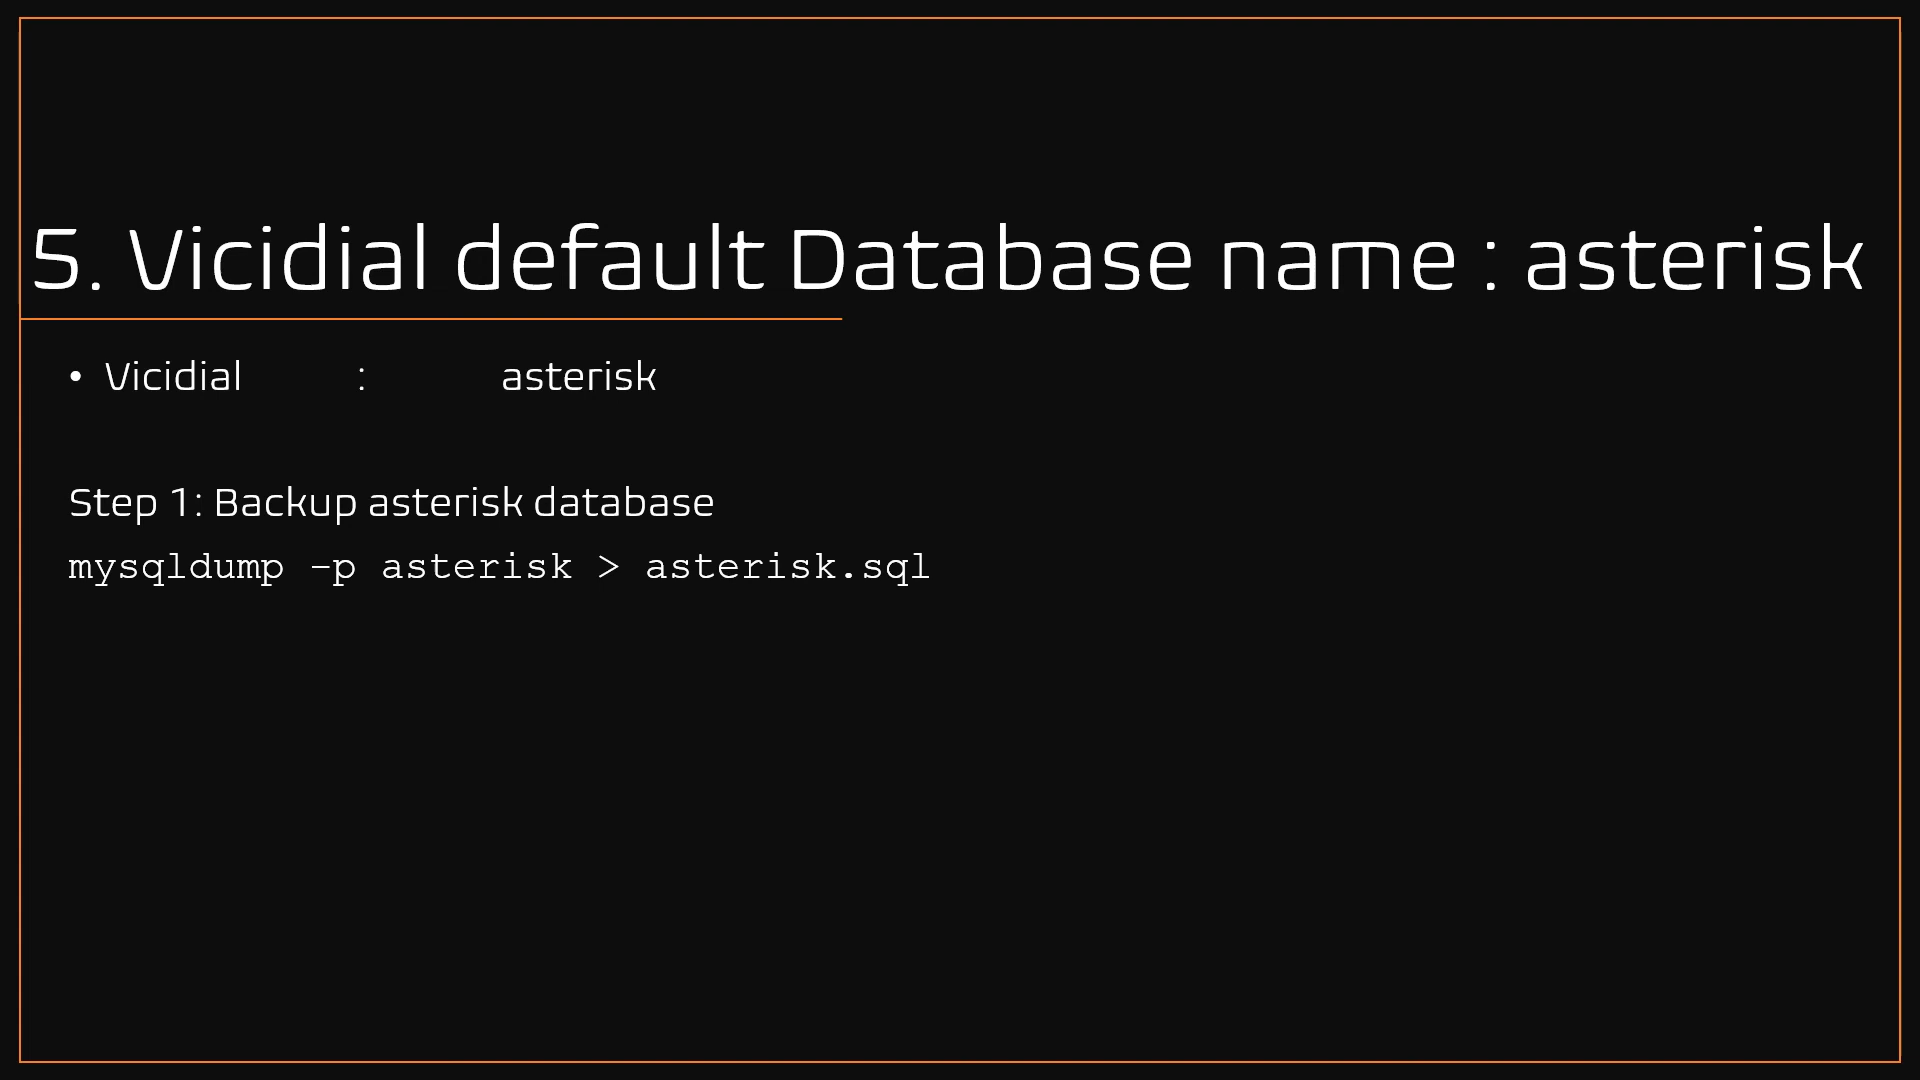 5. Vicidial default Database name : asterisk
• Vicidial : asterisk
Step 1: Backup asterisk database
mysqldump -p asterisk > asterisk.sql